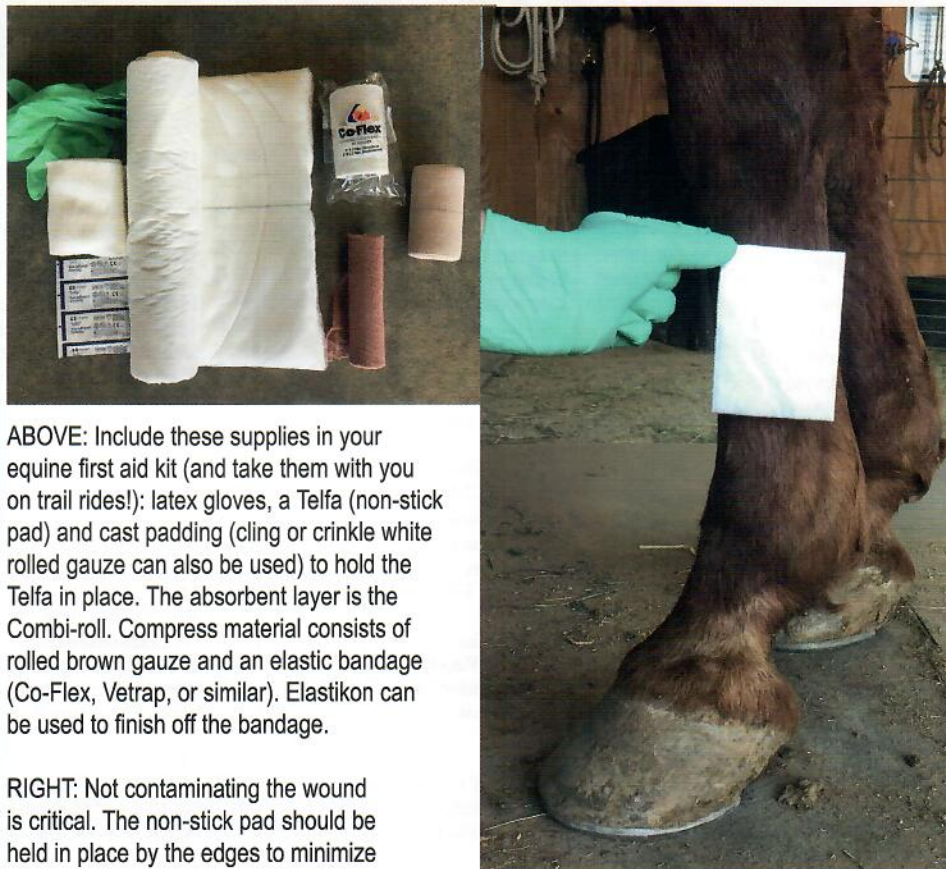 Co-Flex
ABOVE: Include these supplies in your
equine first aid kit (and take them with you
on trail rides!): latex gloves, a Telfa (non-stick
pad) and cast padding (cling or crinkle white
rolled gauze can also be used) to hold the
Telfa in place. The absorbent layer is the
Combi-roll. Compress material consists of
rolled brown gauze and an elastic bandage
(Co-Flex, Vetrap, or similar). Elastikon can
be used to finish off the bandage.
RIGHT: Not contaminating the wound
is critical. The non-stick pad should be
held in place by the edges to minimize